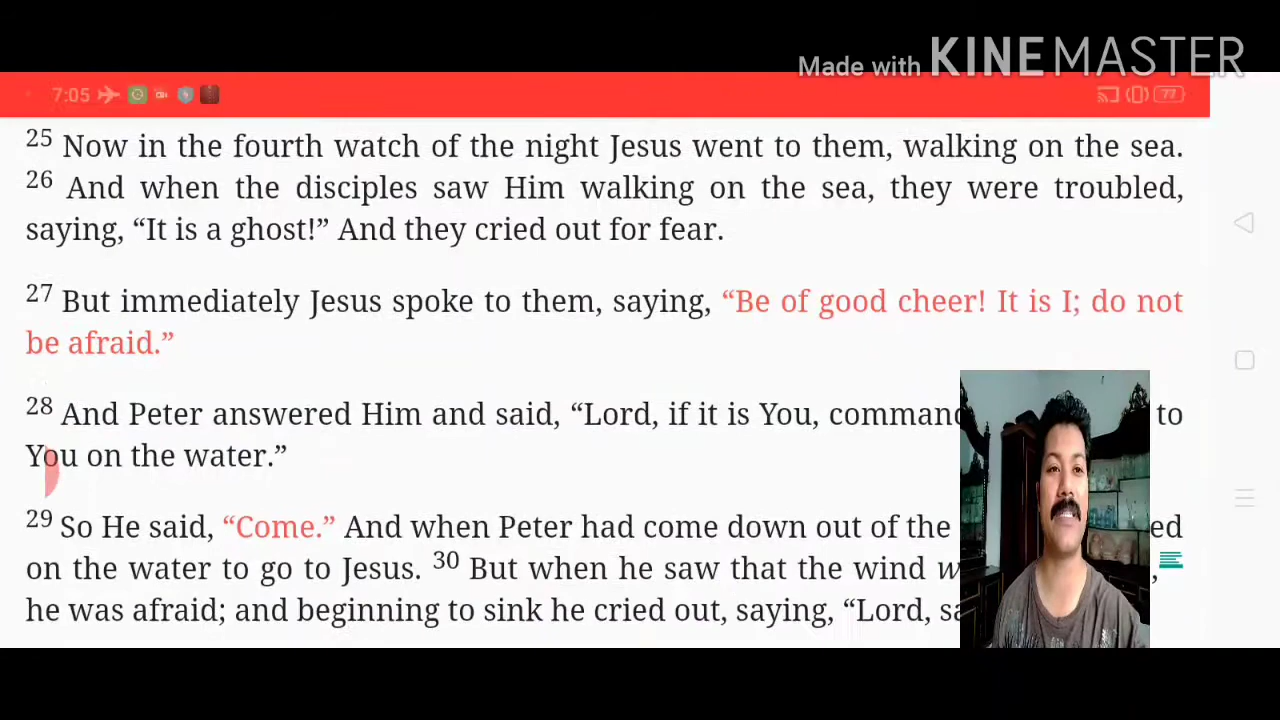 Made with KINEMASTER
7:05 77
25 Now in the fourth watch of the night Jesus went to them, walking on the sea.
26 And when the disciples saw Him walking on the sea, they were troubled,
saying, “It is a ghost!” And they cried out for fear.
27 But immediately Jesus spoke to them, saying, “Be of good cheer! It is I; do not
be afraid.”
28 And Peter answered Him and said, “Lord, if it is You, to
You on the water.”
29 So He said, “Come.” And when Peter had come down out of the
on the water to go to Jesus. 30 But when he saw that the wind
he was afraid; and beginning to sink he cried out, saying, “Lord,